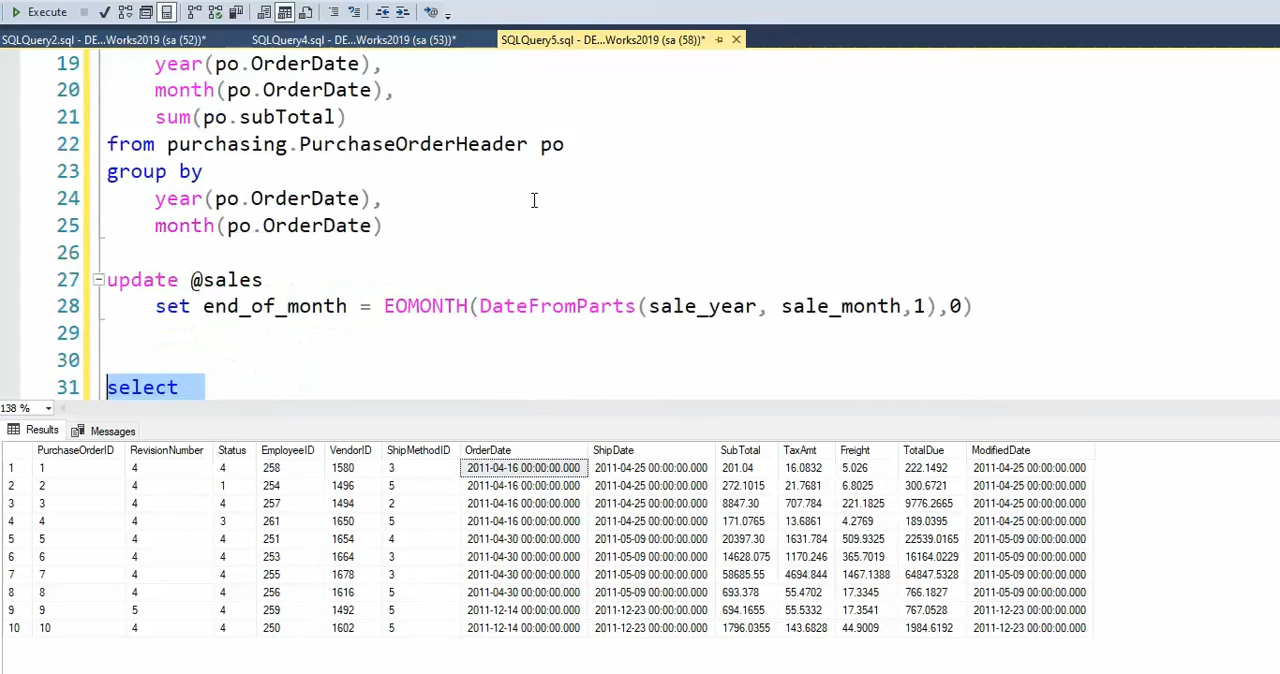 Execute
SQLQuery2.sql - DE...Works2019 (sa (52))* SQLQuery4.sql - DE...Works2019 (sa (53))* SQLQuery5.sql - DE...Works2019 (sa (58))*
19 year(po.OrderDate),
20 month(po.OrderDate),
21 sum(po.subTotal)
22 from purchasing.PurchaseOrderHeader po
23 group by
24 year(po.OrderDate),
25 month(po.OrderDate)
26
27 update @sales
28 set end_of_month = EOMONTH(DateFromParts(sale_year, sale_month,1),0)
29
30
31 select
138 %
Results Messages
PurchaseOrderID RevisionNumber Status EmployeeID VendorID ShipMethodID OrderDate ShipDate SubTotal TaxAmt Freight TotalDue ModifiedDate
1 1 4 4 258 1580 3 2011-04-16 00:00:00.000 2011-04-25 00:00:00.000 201.04 16.0832 5.026 222.1492 2011-04-25 00:00:00.000
2 2 4 1 254 1496 5 2011-04-16 00:00:00.000 2011-04-25 00:00:00.000 272.1015 21.7681 6.8025 300.6721 2011-04-25 00:00:00.000
3 3 4 4 257 1494 2 2011-04-16 00:00:00.000 2011-04-25 00:00:00.000 8847.30 707.784 221.1825 9776.2665 2011-04-25 00:00:00.000
4 4 4 3 261 1650 5 2011-04-16 00:00:00.000 2011-04-25 00:00:00.000 171.0765 13.6861 4.2769 189.0395 2011-04-25 00:00:00.000
5 5 4 4 251 1654 4 2011-04-30 00:00:00.000 2011-05-09 00:00:00.000 20397.30 1631.784 509.9325 22539.0165 2011-05-09 00:00:00.000
6 6 4 4 253 1664 3 2011-04-30 00:00:00.000 2011-05-09 00:00:00.000 14628.075 1170.246 365.7019 16164.0229 2011-05-09 00:00:00.000
7 7 4 4 255 1678 3 2011-04-30 00:00:00.000 2011-05-09 00:00:00.000 58685.55 4694.844 1467.1388 64847.5328 2011-05-09 00:00:00.000
8 8 4 4 256 1616 5 2011-04-30 00:00:00.000 2011-05-09 00:00:00.000 693.378 55.4702 17.3345 766.1827 2011-05-09 00:00:00.000
9 9 5 4 259 1492 5 2011-12-14 00:00:00.000 2011-12-23 00:00:00.000 694.1655 55.5332 17.3541 767.0528 2011-12-23 00:00:00.000
10 10 4 4 250 1602 5 2011-12-14 00:00:00.000 2011-12-23 00:00:00.000 1796.0355 143.6828 44.9009 1984.6192 2011-12-23 00:00:00.000